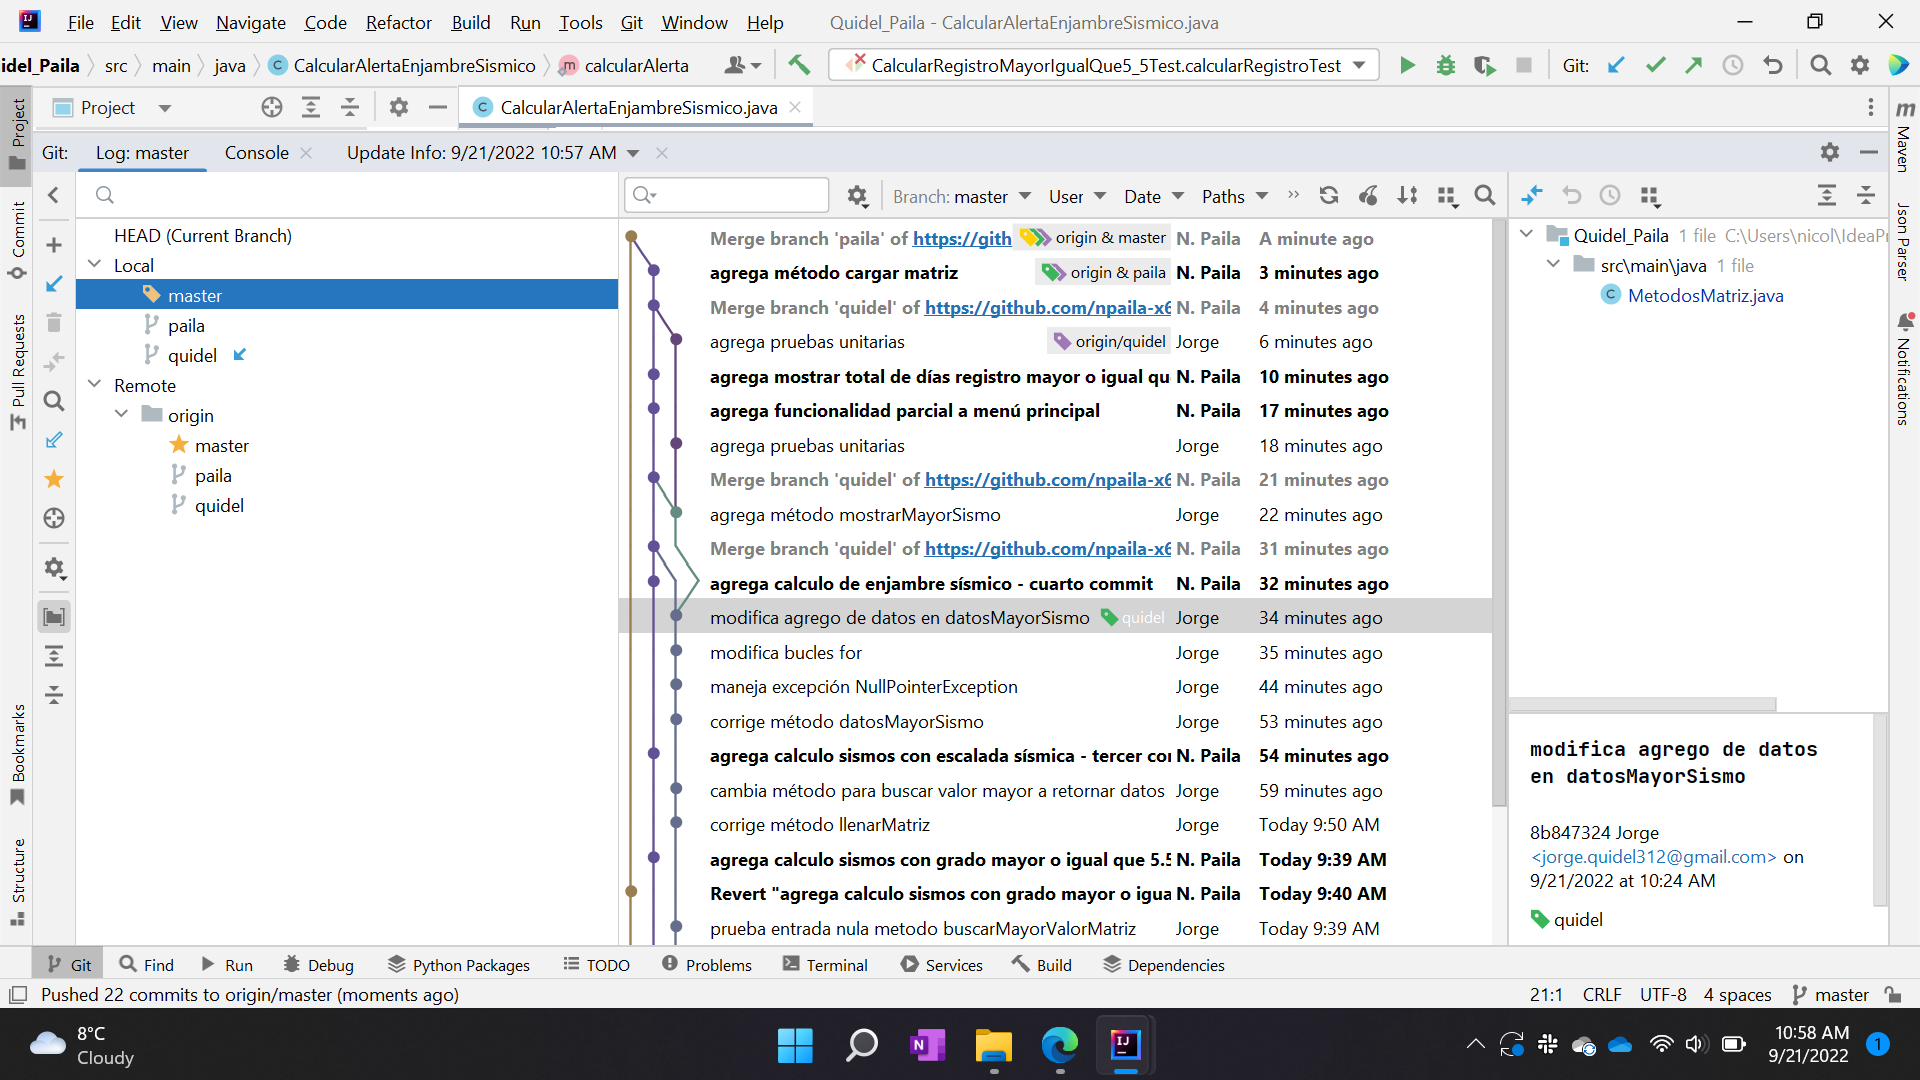 File Edit View Navigate Code Refactor Build Run Tools Git Window Help Quidel_Paila - CalcularAlertaEnjambreSismico.java
idel_Paila src main java CalcularAlertaEnjambreSismico calcularAlerta CalcularRegistroMayorIgualQue5_5Test.calcularRegistroTest Git:
Project CalcularAlertaEnjambreSismico.java
Git: Log: master Console Update Info: 9/21/2022 10:57 AM
Branch: master User Date Paths
HEAD (Current Branch)
Local
master
paila
quidel
Remote
origin
master
paila
quidel
Merge branch 'paila' of https://gith origin & master N. Paila A minute ago
agrega método cargar matriz origin & paila N. Paila 3 minutes ago
Merge branch 'quidel' of https://github.com/npaila-x6 N. Paila 4 minutes ago
agrega pruebas unitarias origin/quidel Jorge 6 minutes ago
agrega mostrar total de días registro mayor o igual qu N. Paila 10 minutes ago
agrega funcionalidad parcial a menú principal N. Paila 17 minutes ago
agrega pruebas unitarias Jorge 18 minutes ago
Merge branch 'quidel' of https://github.com/npaila-x6 N. Paila 21 minutes ago
agrega método mostrarMayorSismo Jorge 22 minutes ago
Merge branch 'quidel' of https://github.com/npaila-x6 N. Paila 31 minutes ago
agrega calculo de enjambre sísmico - cuarto commit N. Paila 32 minutes ago
modifica agrego de datos en datosMayorSismo quidel Jorge 34 minutes ago
modifica bucles for Jorge 35 minutes ago
maneja excepción NullPointerException Jorge 44 minutes ago
corrige método datosMayorSismo Jorge 53 minutes ago
agrega calculo sismos con escalada sísmica - tercer co N. Paila 54 minutes ago
cambia método para buscar valor mayor a retornar datos Jorge 59 minutes ago
corrige método llenarMatriz Jorge Today 9:50 AM
agrega calculo sismos con grado mayor o igual que 5.5 N. Paila Today 9:39 AM
Revert "agrega calculo sismos con grado mayor o igua N. Paila Today 9:40 AM
prueba entrada nula metodo buscarMayorValorMatriz Jorge Today 9:39 AM
Quidel_Paila 1 file C:\Users\nicol\IdeaPr
src\main\java 1 file
MetodosMatriz.java
modifica agrego de datos
en datosMayorSismo
8b847324 Jorge
<jorge.quidel312@gmail.com> on
9/21/2022 at 10:24 AM
quidel
Project
Commit
Pull Requests
Bookmarks
Structure
m
Maven
Json Parser
Notifications
Git Find Run Debug Python Packages TODO Problems Terminal Services Build Dependencies
Pushed 22 commits to origin/master (moments ago) 21:1 CRLF UTF-8 4 spaces master
8°C
Cloudy
10:58 AM
9/21/2022
1